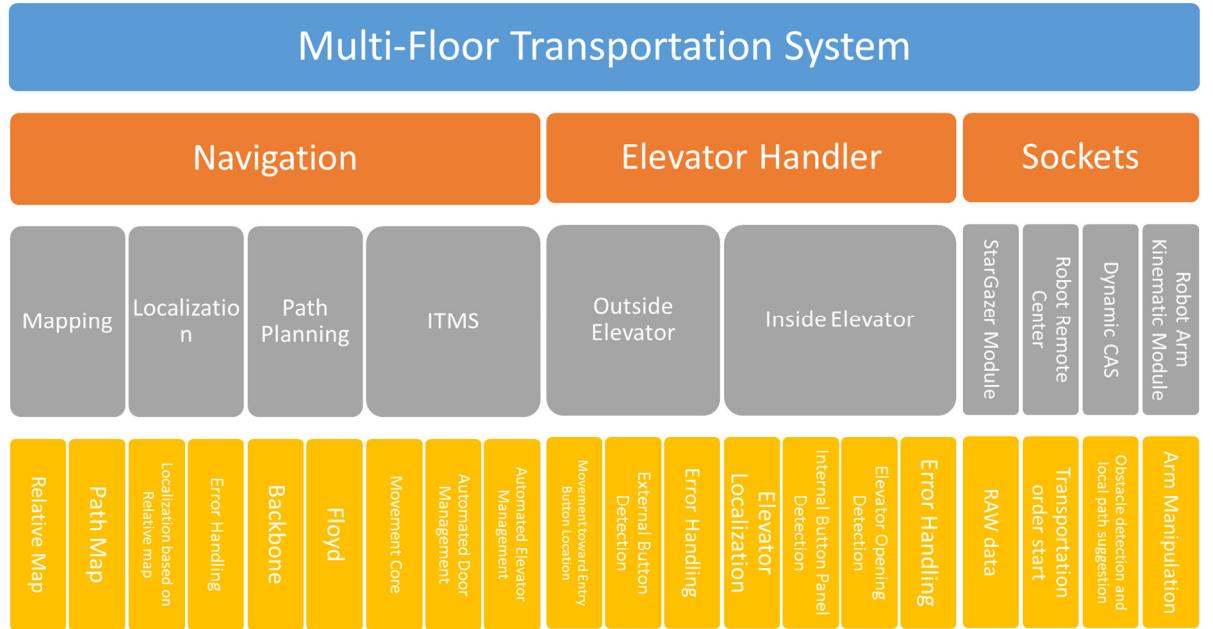 Multi-Floor Transportation System
Navigation
Elevator Handler
Sockets
Mapping
Localizatio
n
Path
Planning
ITMS
Outside
Elevator
Inside Elevator
StarGazer Module
Robot Remote
Center
Dynamic CAS
Robot Arm
Kinematic Module
Relative Map
Path Map
Localization based on
Relative map
Error Handling
Backbone
Floyd
Movement Core
Automated Door
Management
Automated Elevator
Management
Movement toward Entry
Button Location
External Button
Detection
Error Handling
Elevator
Localization
Internal Button Panel
Detection
Elevator Opening
Detection
Error Handling
RAW data
Transportation
order start
Obstacle detection and
local path suggestion
Arm Manipulation